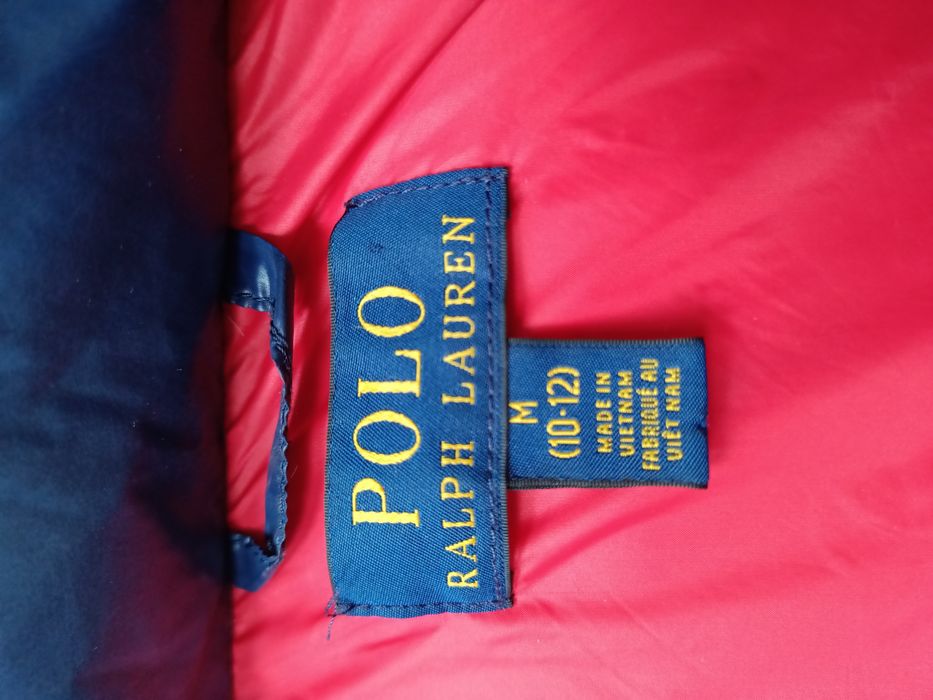 POLO
RALPH LAUREN
M
(10-12)
MADE IN
VIETNAM
FABRIQUÉ AU
VIÊT NAM